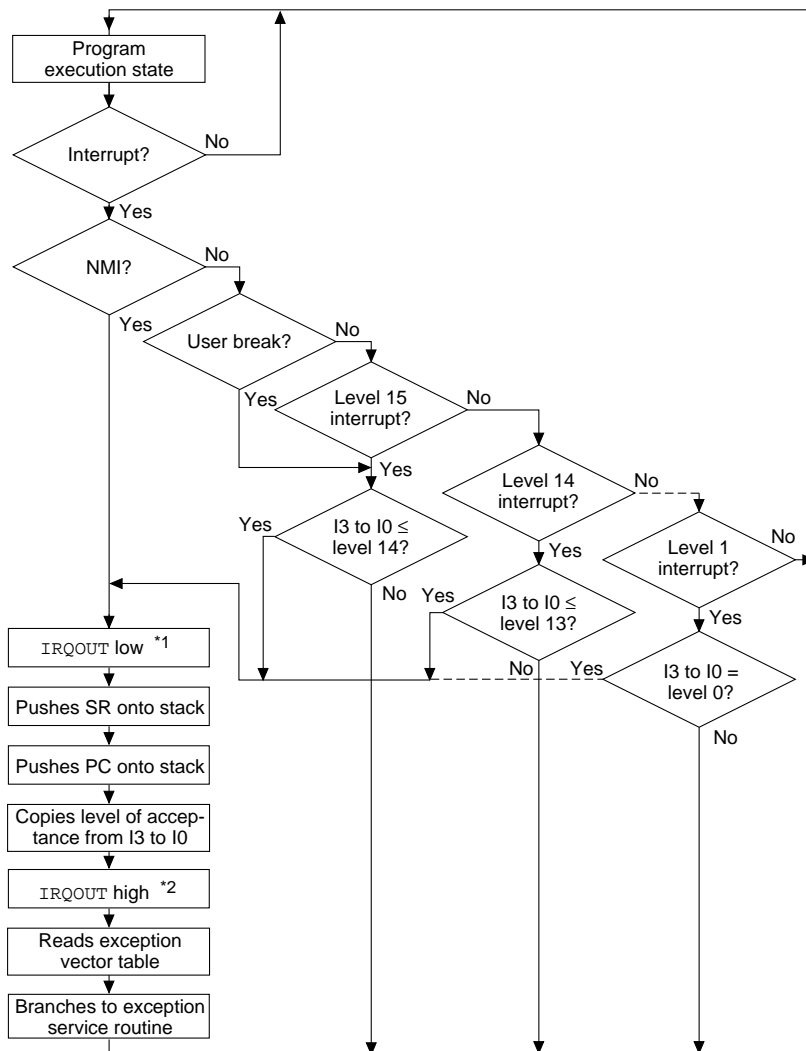 Program
execution state
No
Interrupt?
Yes
No
NMI?
Yes
No
User break?
Yes
No
Level 15
interrupt?
Yes
No
Level 14
interrupt?
Yes
No
Level 1
interrupt?
Yes
Yes
I3 to I0 ≤
level 14?
No
Yes
I3 to I0 ≤
level 13?
No
Yes
I3 to I0 =
level 0?
No
IRQOUT low *1
Pushes SR onto stack
Pushes PC onto stack
Copies level of accep-
tance from I3 to I0
IRQOUT high *2
Reads exception
vector table
Branches to exception
service routine